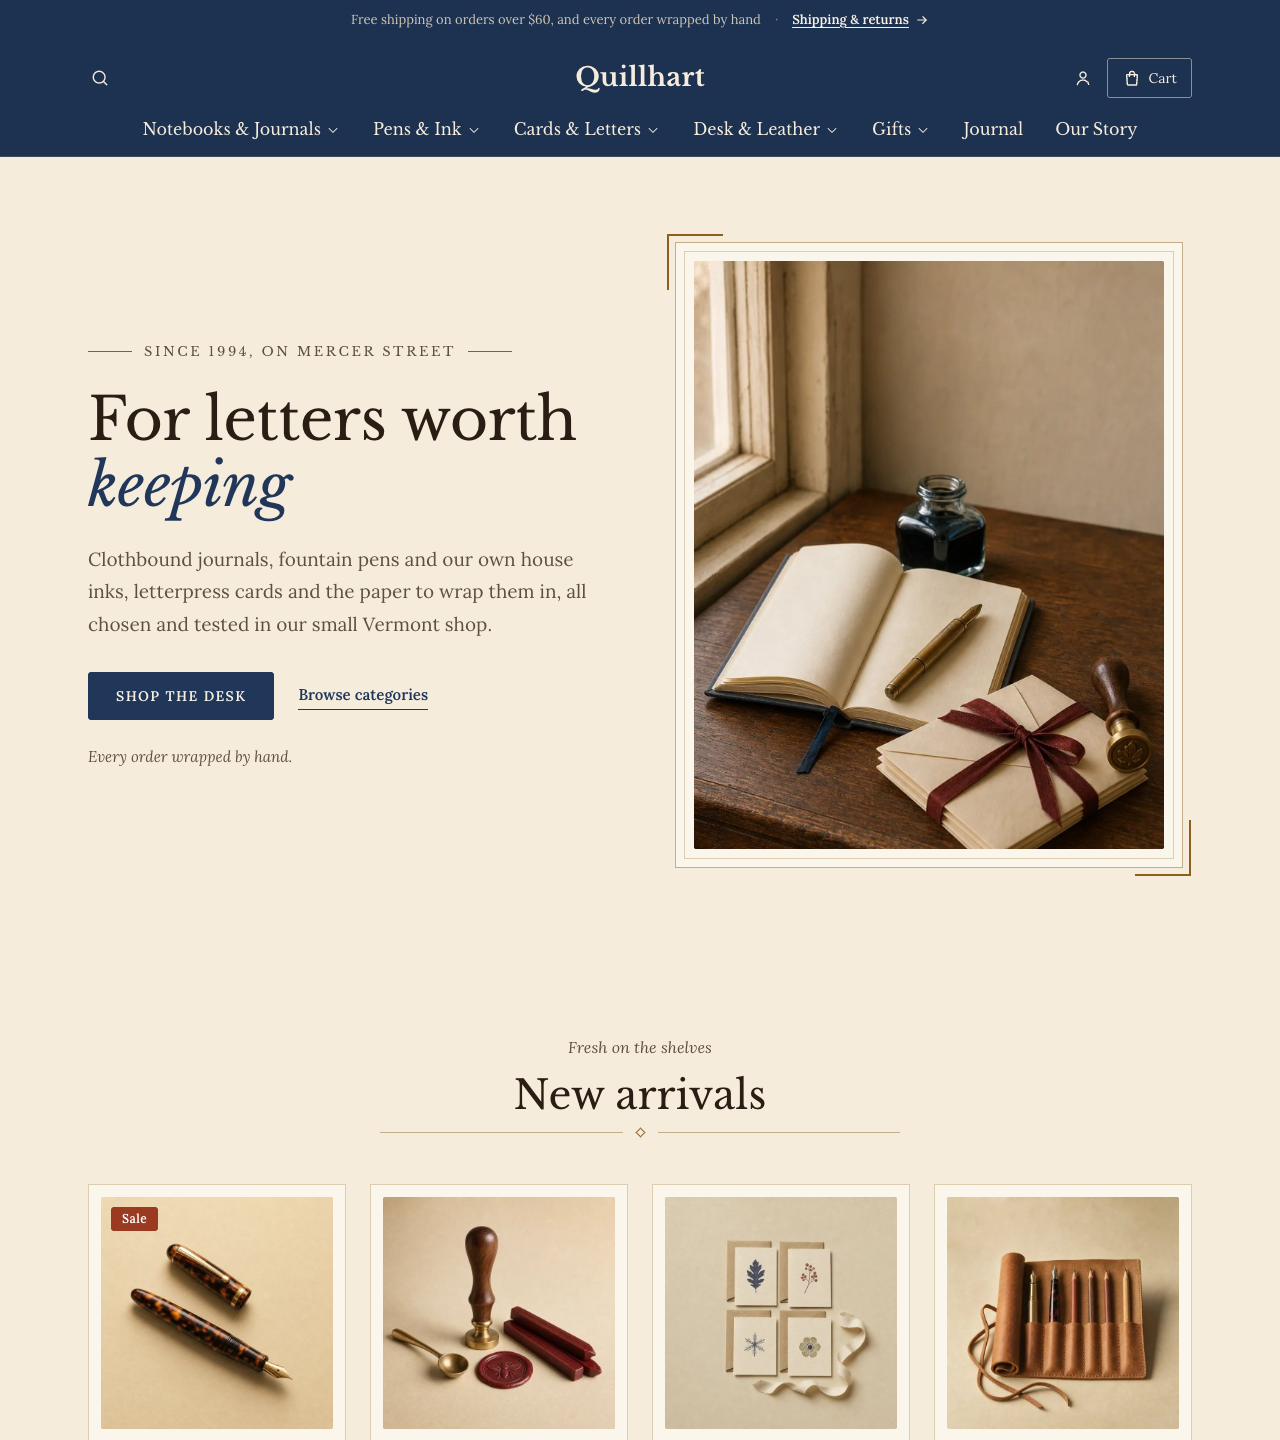 Free shipping on orders over $60, and every order wrapped by hand · Shipping & returns →
Quillhart
Cart
Notebooks & Journals Pens & Ink Cards & Letters Desk & Leather Gifts Journal Our Story
SINCE 1994, ON MERCER STREET
For letters worth
keeping
Clothbound journals, fountain pens and our own house
inks, letterpress cards and the paper to wrap them in, all
chosen and tested in our small Vermont shop.
SHOP THE DESK Browse categories
Every order wrapped by hand.
Fresh on the shelves
New arrivals
Sale